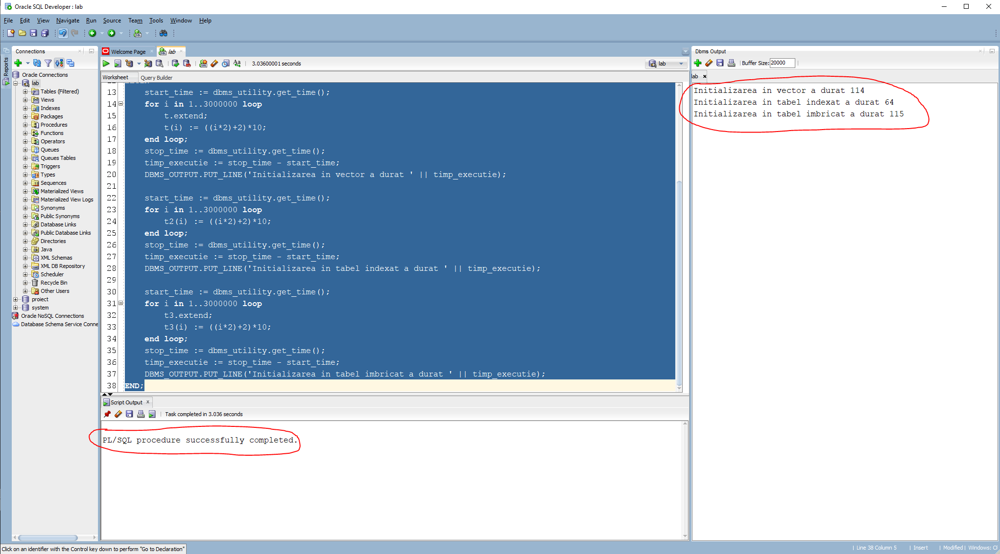 Oracle SQL Developer : lab
File Edit View Navigate Run Source Team Tools Window Help
Reports
Connections
Oracle Connections
lab
Tables (Filtered)
Views
Indexes
Packages
Procedures
Functions
Operators
Queues
Queues Tables
Triggers
Types
Sequences
Materialized Views
Materialized View Logs
Synonyms
Public Synonyms
Database Links
Public Database Links
Directories
Java
XML Schemas
XML DB Repository
Scheduler
Recycle Bin
Other Users
proiect
system
Oracle NoSQL Connections
Database Schema Service Conne
Welcome Page lab
3.03600001 seconds lab
Worksheet Query Builder
13 start_time := dbms_utility.get_time();
14 for i in 1..3000000 loop
15 t.extend;
16 t(i) := ((i*2)+2)*10;
17 end loop;
18 stop_time := dbms_utility.get_time();
19 timp_executie := stop_time - start_time;
20 DBMS_OUTPUT.PUT_LINE('Initializarea in vector a durat ' || timp_executie);
21
22 start_time := dbms_utility.get_time();
23 for i in 1..3000000 loop
24 t2(i) := ((i*2)+2)*10;
25 end loop;
26 stop_time := dbms_utility.get_time();
27 timp_executie := stop_time - start_time;
28 DBMS_OUTPUT.PUT_LINE('Initializarea in tabel indexat a durat ' || timp_executie);
29
30 start_time := dbms_utility.get_time();
31 for i in 1..3000000 loop
32 t3.extend;
33 t3(i) := ((i*2)+2)*10;
34 end loop;
35 stop_time := dbms_utility.get_time();
36 timp_executie := stop_time - start_time;
37 DBMS_OUTPUT.PUT_LINE('Initializarea in tabel imbricat a durat ' || timp_executie);
38 END;
Script Output
Task completed in 3.036 seconds
PL/SQL procedure successfully completed.
Dbms Output
Buffer Size: 20000
lab
Initializarea in vector a durat 114
Initializarea in tabel indexat a durat 64
Initializarea in tabel imbricat a durat 115
Click on an identifier with the Control key down to perform "Go to Declaration"
Line 38 Column 5 Insert Modified Windows: